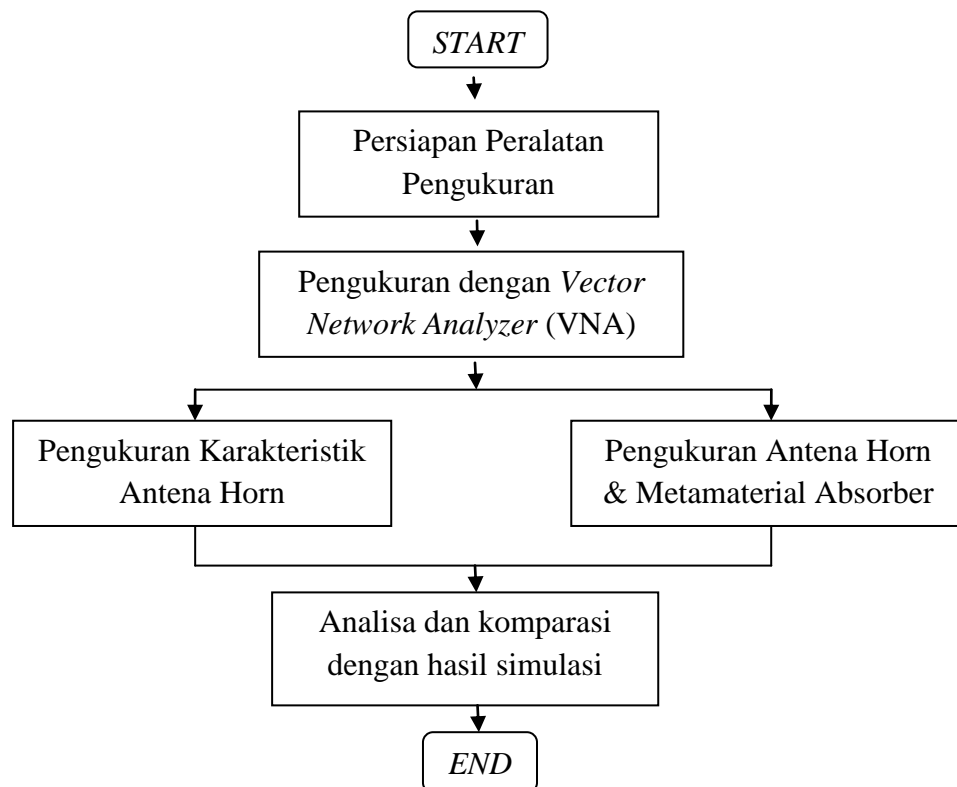 START
Persiapan Peralatan
Pengukuran
Pengukuran dengan Vector
Network Analyzer (VNA)
Pengukuran Karakteristik
Antena Horn
Pengukuran Antena Horn
& Metamaterial Absorber
Analisa dan komparasi
dengan hasil simulasi
END